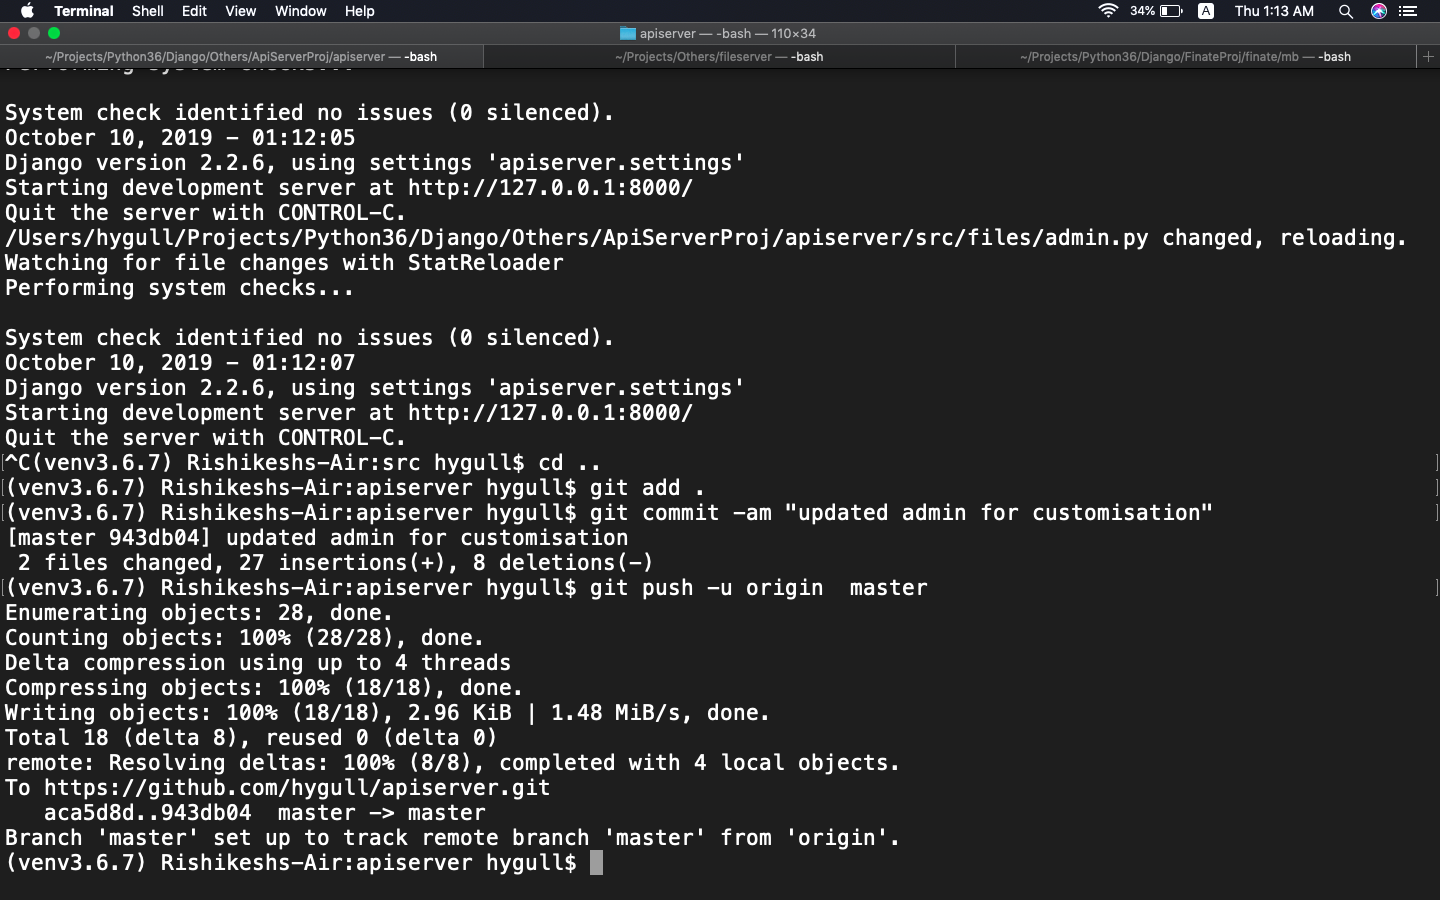 Terminal Shell Edit View Window Help 34% A Thu 1:13 AM
apiserver — -bash — 110×34
~/Projects/Python36/Django/Others/ApiServerProj/apiserver — -bash ~/Projects/Others/fileserver — -bash ~/Projects/Python36/Django/FinateProj/finate/mb — -bash +
Performing system checks...
System check identified no issues (0 silenced).
October 10, 2019 - 01:12:05
Django version 2.2.6, using settings 'apiserver.settings'
Starting development server at http://127.0.0.1:8000/
Quit the server with CONTROL-C.
/Users/hygull/Projects/Python36/Django/Others/ApiServerProj/apiserver/src/files/admin.py changed, reloading.
Watching for file changes with StatReloader
Performing system checks...
System check identified no issues (0 silenced).
October 10, 2019 - 01:12:07
Django version 2.2.6, using settings 'apiserver.settings'
Starting development server at http://127.0.0.1:8000/
Quit the server with CONTROL-C.
[^C(venv3.6.7) Rishikeshs-Air:src hygull$ cd .. ]
[(venv3.6.7) Rishikeshs-Air:apiserver hygull$ git add . ]
[(venv3.6.7) Rishikeshs-Air:apiserver hygull$ git commit -am "updated admin for customisation" ]
[master 943db04] updated admin for customisation
 2 files changed, 27 insertions(+), 8 deletions(-)
[(venv3.6.7) Rishikeshs-Air:apiserver hygull$ git push -u origin  master ]
Enumerating objects: 28, done.
Counting objects: 100% (28/28), done.
Delta compression using up to 4 threads
Compressing objects: 100% (18/18), done.
Writing objects: 100% (18/18), 2.96 KiB | 1.48 MiB/s, done.
Total 18 (delta 8), reused 0 (delta 0)
remote: Resolving deltas: 100% (8/8), completed with 4 local objects.
To https://github.com/hygull/apiserver.git
   aca5d8d..943db04  master -> master
Branch 'master' set up to track remote branch 'master' from 'origin'.
(venv3.6.7) Rishikeshs-Air:apiserver hygull$